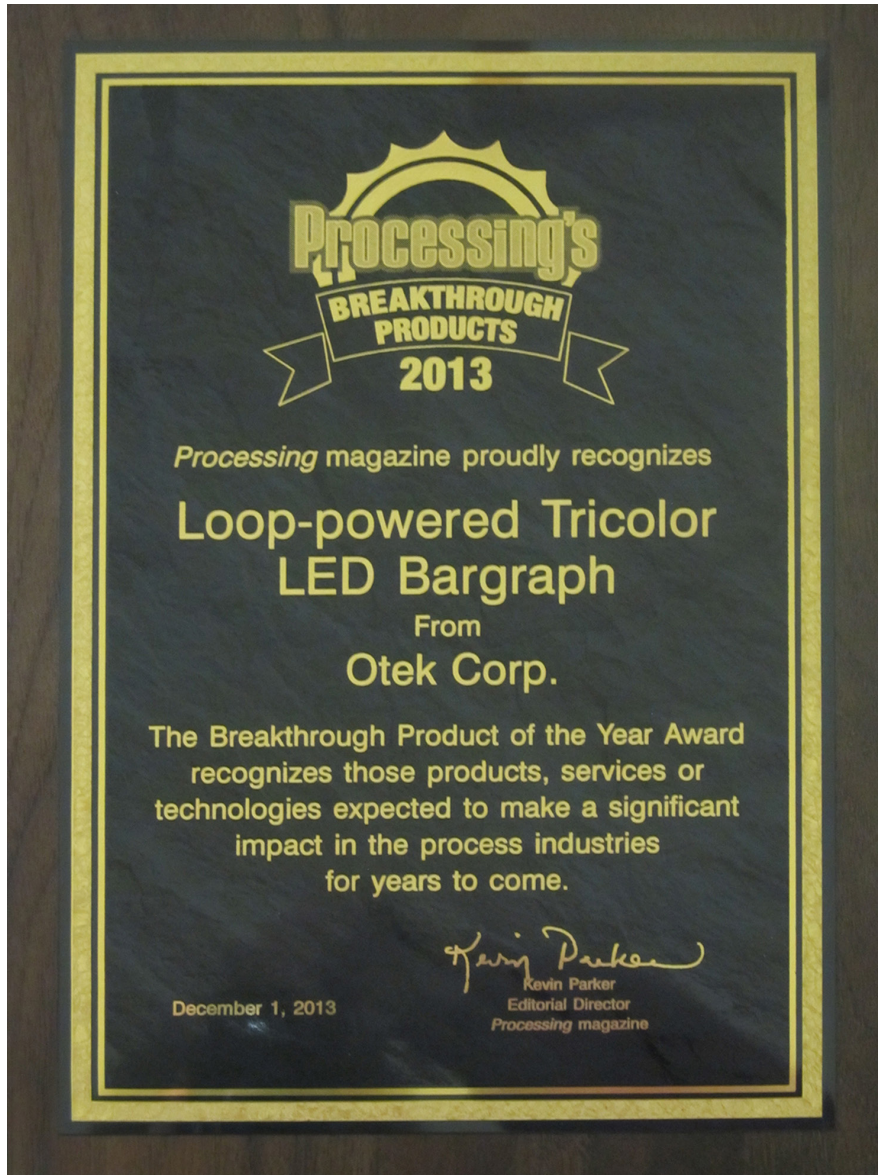 Processing's
BREAKTHROUGH
PRODUCTS
2013
Processing magazine proudly recognizes
Loop-powered Tricolor
LED Bargraph
From
Otek Corp.
The Breakthrough Product of the Year Award
recognizes those products, services or
technologies expected to make a significant
impact in the process industries
for years to come.
Kevin Parker
Kevin Parker
Editorial Director
Processing magazine
December 1, 2013